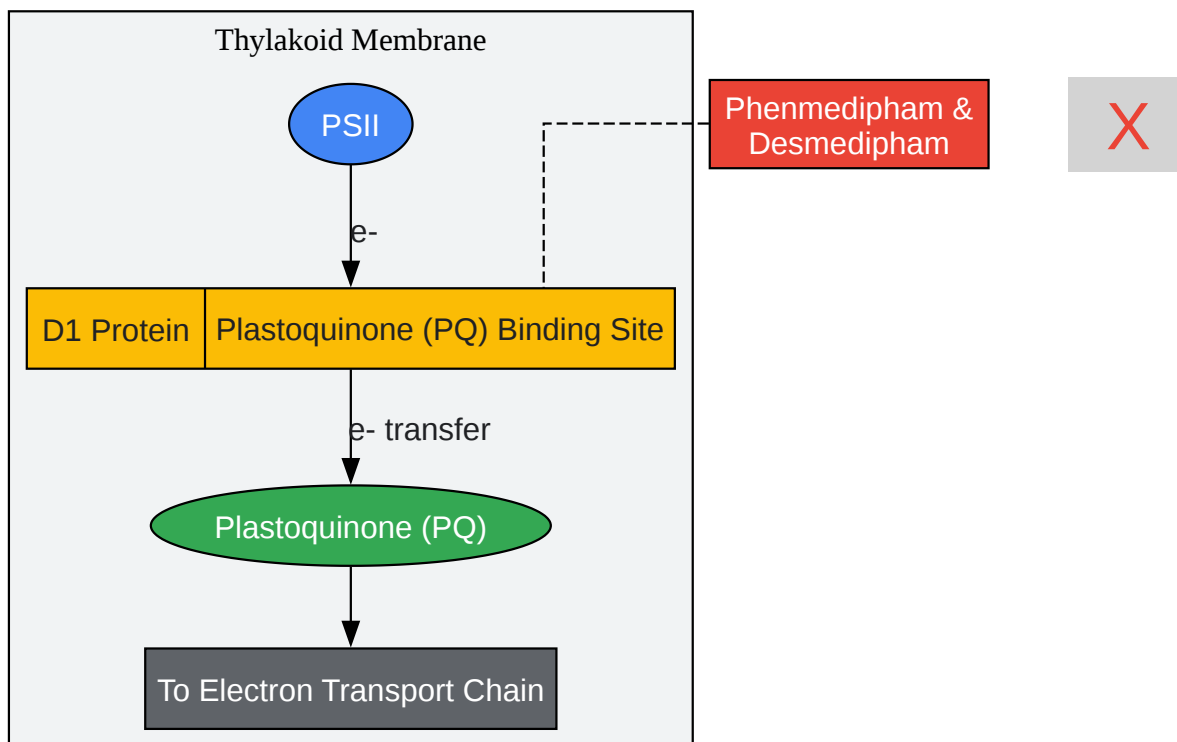 Thylakoid Membrane
PSII
Phenmedipham &
Desmedipham
X
e-
D1 Protein
Plastoquinone (PQ) Binding Site
e- transfer
Plastoquinone (PQ)
To Electron Transport Chain